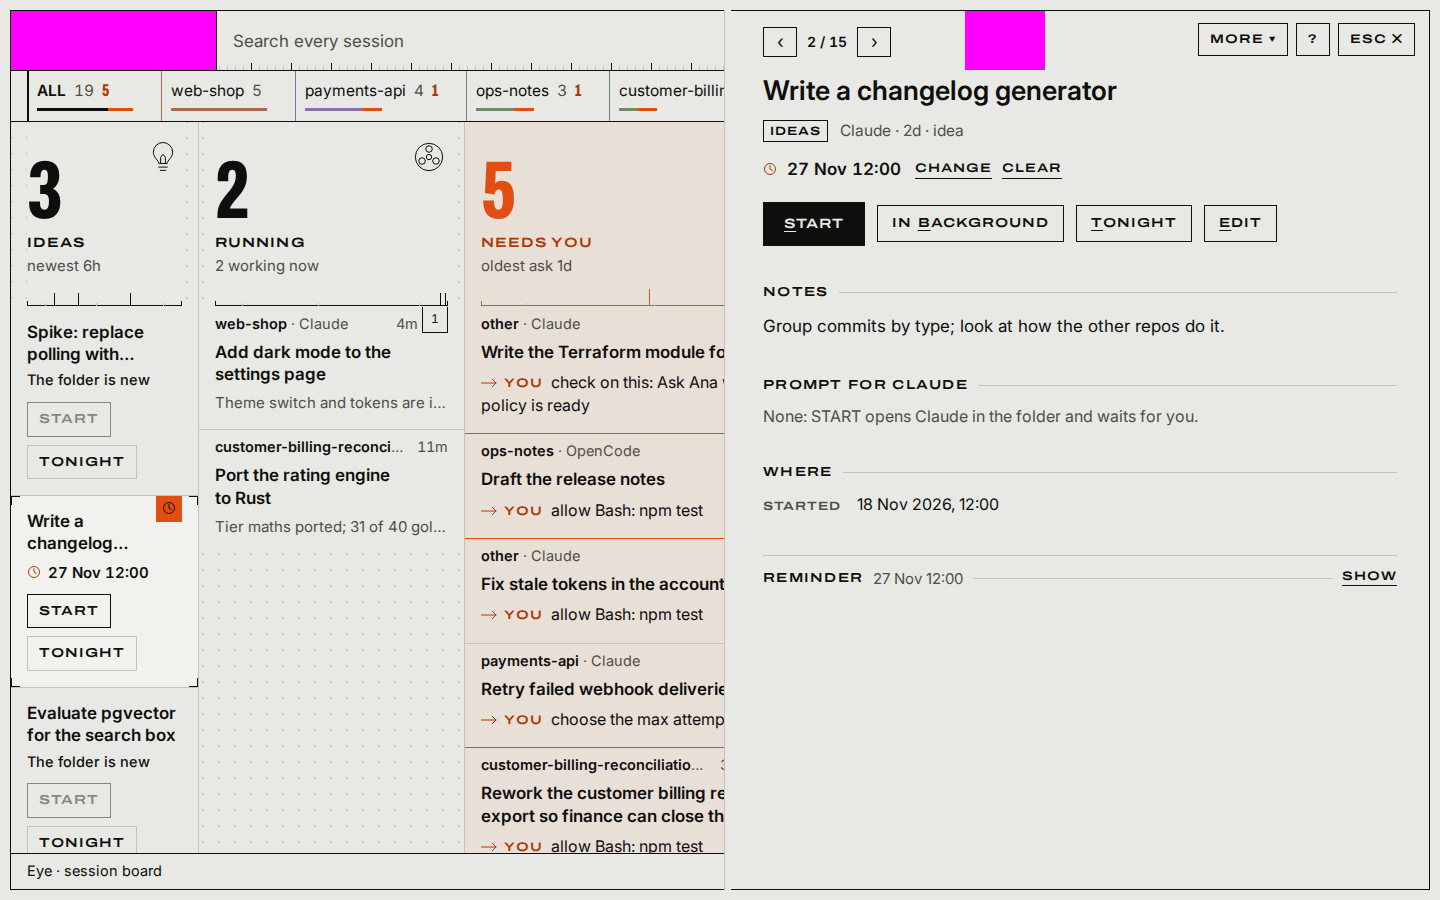 Search every session
ALL 19 5
web-shop 5
payments-api 4 1
ops-notes 3 1
customer-billin
3
IDEAS
newest 6h
Spike: replace
polling with…
The folder is new
START
TONIGHT
Write a
changelog…
27 Nov 12:00
START
TONIGHT
Evaluate pgvector
for the search box
The folder is new
START
TONIGHT
2
RUNNING
2 working now
web-shop · Claude 4m 1
Add dark mode to the
settings page
Theme switch and tokens are i…
customer-billing-reconci… 11m
Port the rating engine
to Rust
Tier maths ported; 31 of 40 gol…
5
NEEDS YOU
oldest ask 1d
other · Claude
Write the Terraform module fo
→ YOU check on this: Ask Ana
policy is ready
ops-notes · OpenCode
Draft the release notes
→ YOU allow Bash: npm test
other · Claude
Fix stale tokens in the account
→ YOU allow Bash: npm test
payments-api · Claude
Retry failed webhook deliverie
→ YOU choose the max attemp
customer-billing-reconciliatio…
Rework the customer billing re
export so finance can close th
→ YOU allow Bash: npm test
Eye · session board
‹ 2 / 15 › MORE ▾ ? ESC ✕
Write a changelog generator
IDEAS Claude · 2d · idea
27 Nov 12:00 CHANGE CLEAR
START IN BACKGROUND TONIGHT EDIT
NOTES
Group commits by type; look at how the other repos do it.
PROMPT FOR CLAUDE
None: START opens Claude in the folder and waits for you.
WHERE
STARTED 18 Nov 2026, 12:00
REMINDER 27 Nov 12:00 SHOW